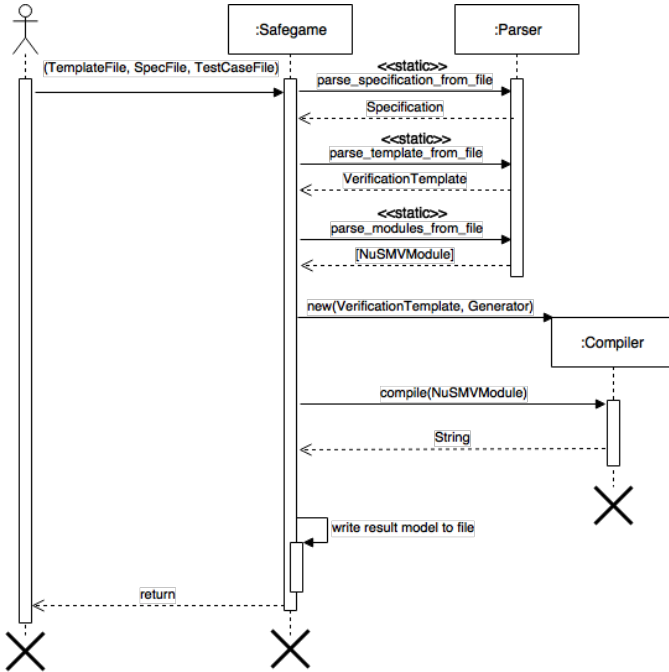 :Safegame
:Parser
(TemplateFile, SpecFile, TestCaseFile)
<<static>>
parse_specification_from_file
Specification
<<static>>
parse_template_from_file
VerificationTemplate
<<static>>
parse_modules_from_file
[NuSMVModule]
new(VerificationTemplate, Generator)
:Compiler
compile(NuSMVModule)
String
write result model to file
return